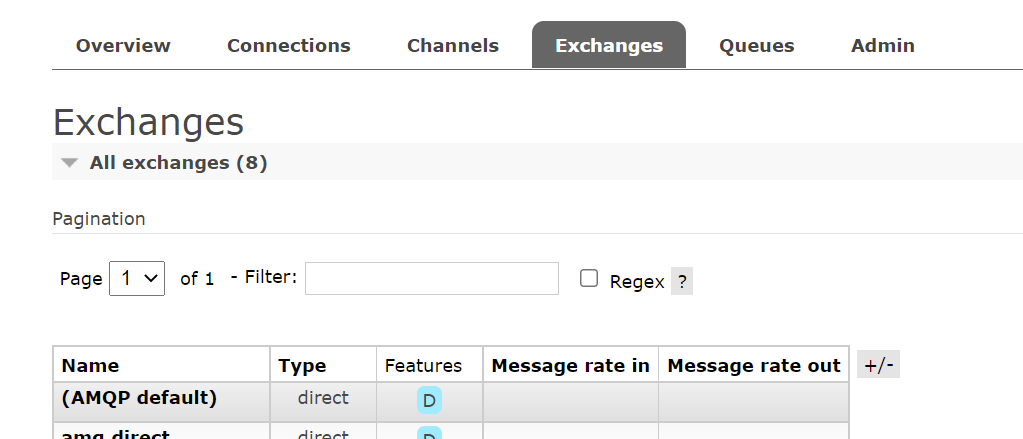 Overview Connections Channels Exchanges Queues Admin
Exchanges
All exchanges (8)
Pagination
Page 1 of 1 - Filter: Regex ?
Name Type Features Message rate in Message rate out +/-
(AMQP default) direct D
amq.direct direct D